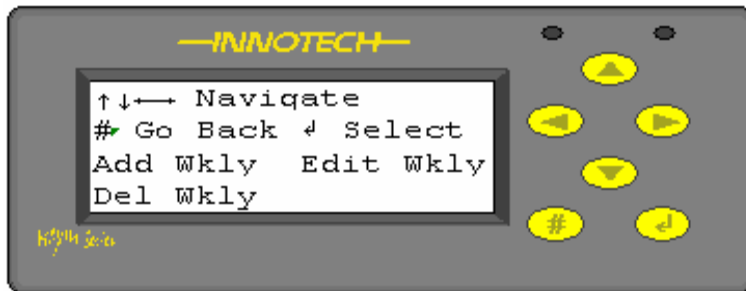 INNOTECH
↑↓←→ Navigate
# Go Back ↲ Select
Add Wkly Edit Wkly
Del Wkly
#